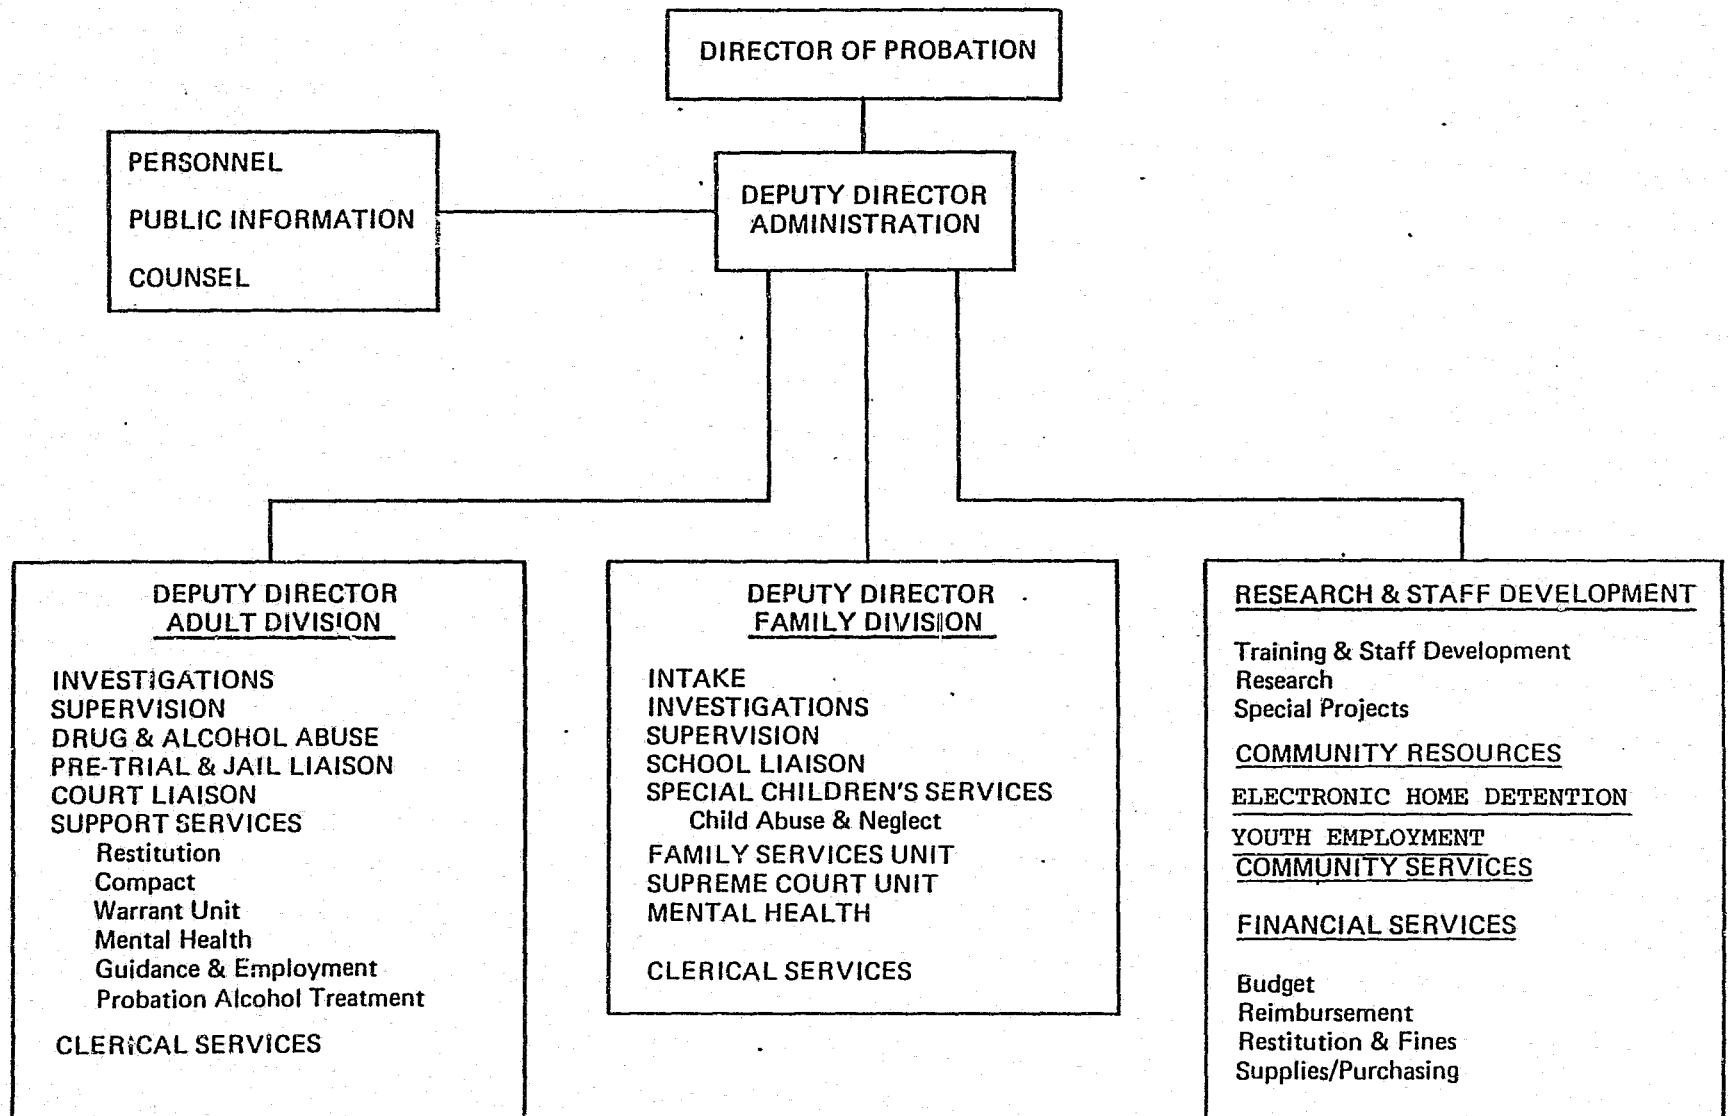 DIRECTOR OF PROBATION
PERSONNEL
PUBLIC INFORMATION
COUNSEL
DEPUTY DIRECTOR
ADMINISTRATION
DEPUTY DIRECTOR
ADULT DIVISION
INVESTIGATIONS
SUPERVISION
DRUG & ALCOHOL ABUSE
PRE-TRIAL & JAIL LIAISON
COURT LIAISON
SUPPORT SERVICES
Restitution
Compact
Warrant Unit
Mental Health
Guidance & Employment
Probation Alcohol Treatment
CLERICAL SERVICES
DEPUTY DIRECTOR
FAMILY DIVISION
INTAKE
INVESTIGATIONS
SUPERVISION
SCHOOL LIAISON
SPECIAL CHILDREN'S SERVICES
Child Abuse & Neglect
FAMILY SERVICES UNIT
SUPREME COURT UNIT
MENTAL HEALTH
CLERICAL SERVICES
RESEARCH & STAFF DEVELOPMENT
Training & Staff Development
Research
Special Projects
COMMUNITY RESOURCES
ELECTRONIC HOME DETENTION
YOUTH EMPLOYMENT
COMMUNITY SERVICES
FINANCIAL SERVICES
Budget
Reimbursement
Restitution & Fines
Supplies/Purchasing